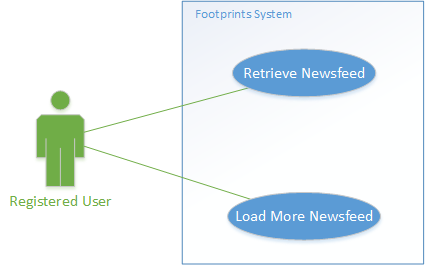 Footprints System
Retrieve Newsfeed
Registered User
Load More Newsfeed